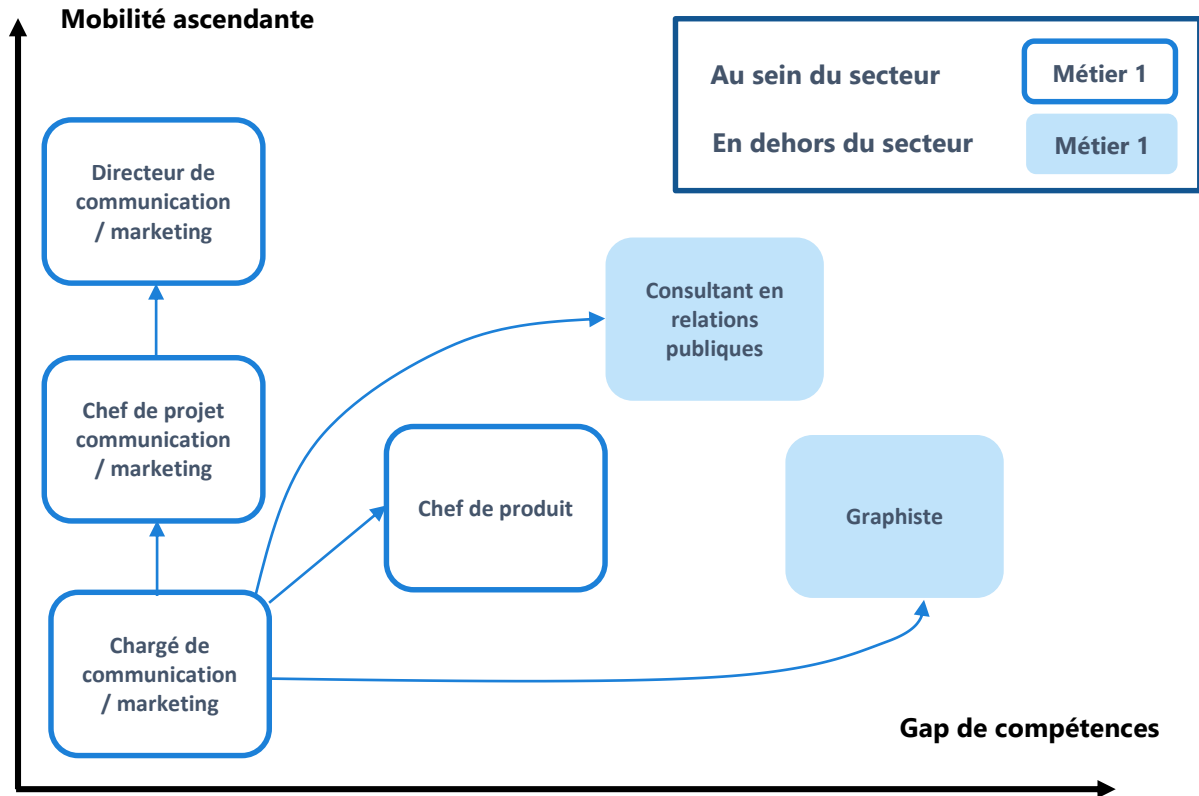 Mobilité ascendante
Au sein du secteur
Métier 1
En dehors du secteur
Métier 1
Directeur de
communication
/ marketing
Consultant en
relations
publiques
Chef de projet
communication
/ marketing
Chef de produit
Graphiste
Chargé de
communication
/ marketing
Gap de compétences